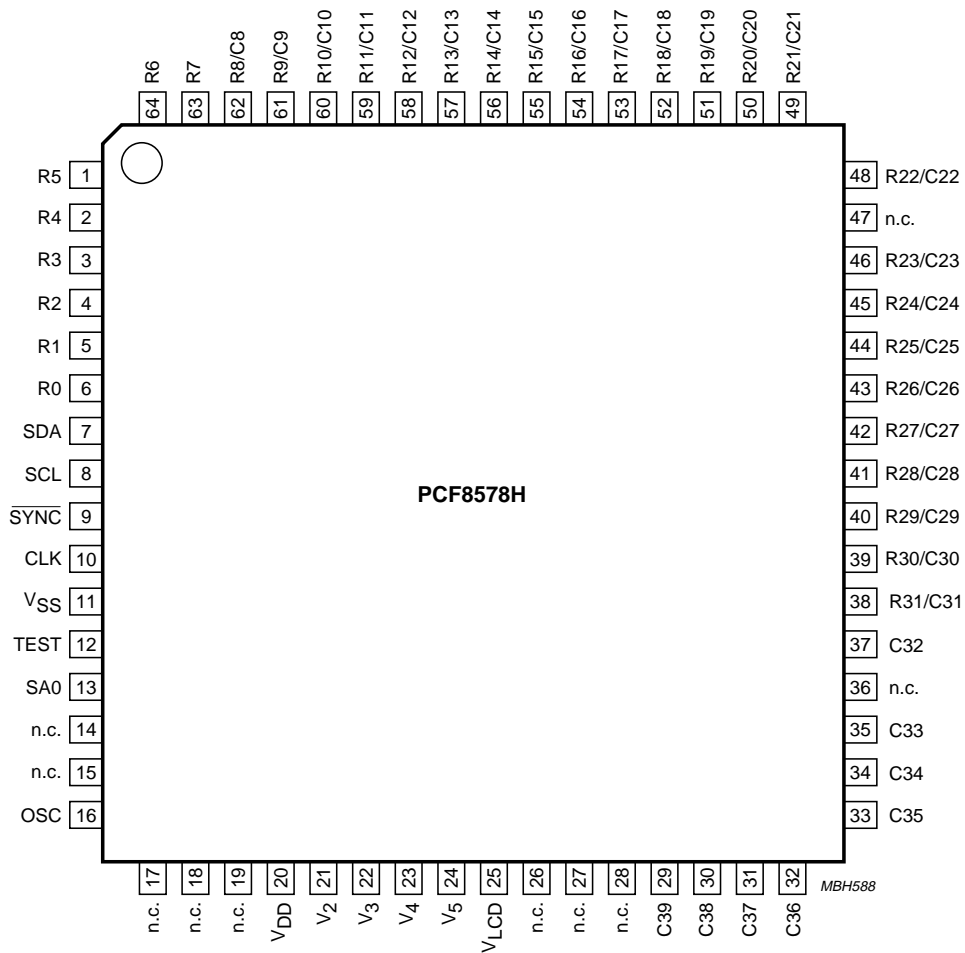 R6 R7 R8/C8 R9/C9 R10/C10 R11/C11 R12/C12 R13/C13 R14/C14 R15/C15 R16/C16 R17/C17 R18/C18 R19/C19 R20/C20 R21/C21
64 63 62 61 60 59 58 57 56 55 54 53 52 51 50 49
R5 1 48 R22/C22
R4 2 47 n.c.
R3 3 46 R23/C23
R2 4 45 R24/C24
R1 5 44 R25/C25
R0 6 43 R26/C26
SDA 7 42 R27/C27
SCL 8 41 R28/C28
PCF8578H
SYNC 9 40 R29/C29
CLK 10 39 R30/C30
VSS 11 38 R31/C31
TEST 12 37 C32
SA0 13 36 n.c.
n.c. 14 35 C33
n.c. 15 34 C34
OSC 16 33 C35
17 18 19 20 21 22 23 24 25 26 27 28 29 30 31 32
MBH588
n.c. n.c. n.c. VDD V2 V3 V4 V5 VLCD n.c. n.c. n.c. C39 C38 C37 C36